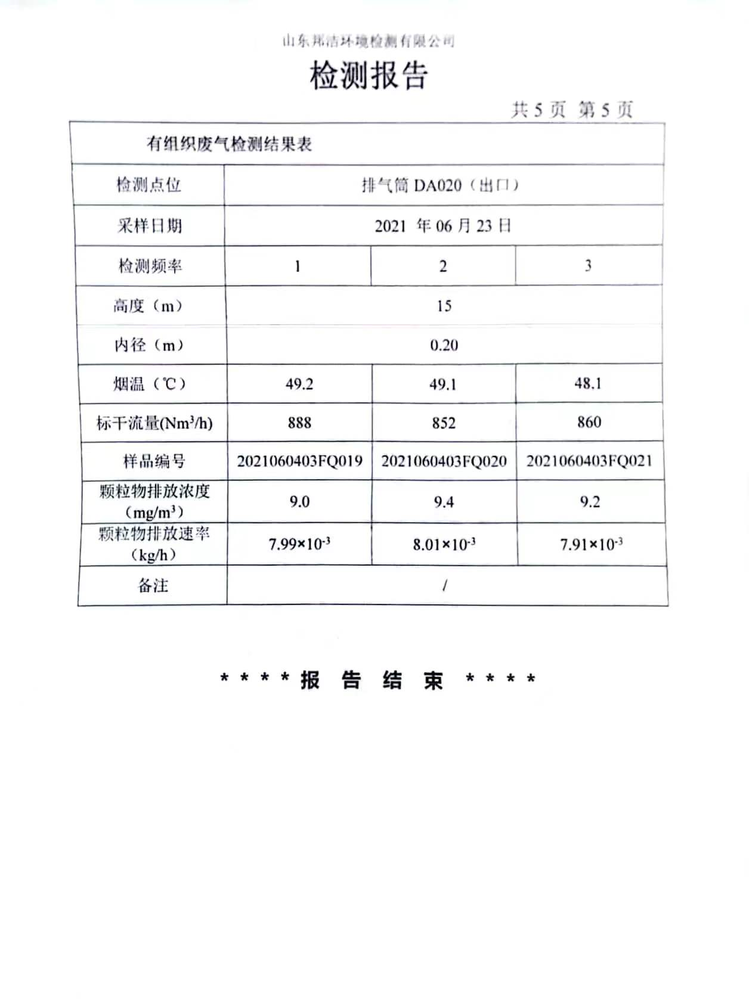 山东邦洁环境检测有限公司
检测报告
共 5 页 第 5 页
有组织废气检测结果表
检测点位 排气筒 DA020（出口）
采样日期 2021 年 06 月 23 日
检测频率 1 2 3
高度（m） 15
内径（m） 0.20
烟温（℃） 49.2 49.1 48.1
标干流量(Nm³/h) 888 852 860
样品编号 2021060403FQ019 2021060403FQ020 2021060403FQ021
颗粒物排放浓度
（mg/m³） 9.0 9.4 9.2
颗粒物排放速率
（kg/h） 7.99×10⁻³ 8.01×10⁻³ 7.91×10⁻³
备注 /
* * * * 报 告 结 束 * * * *